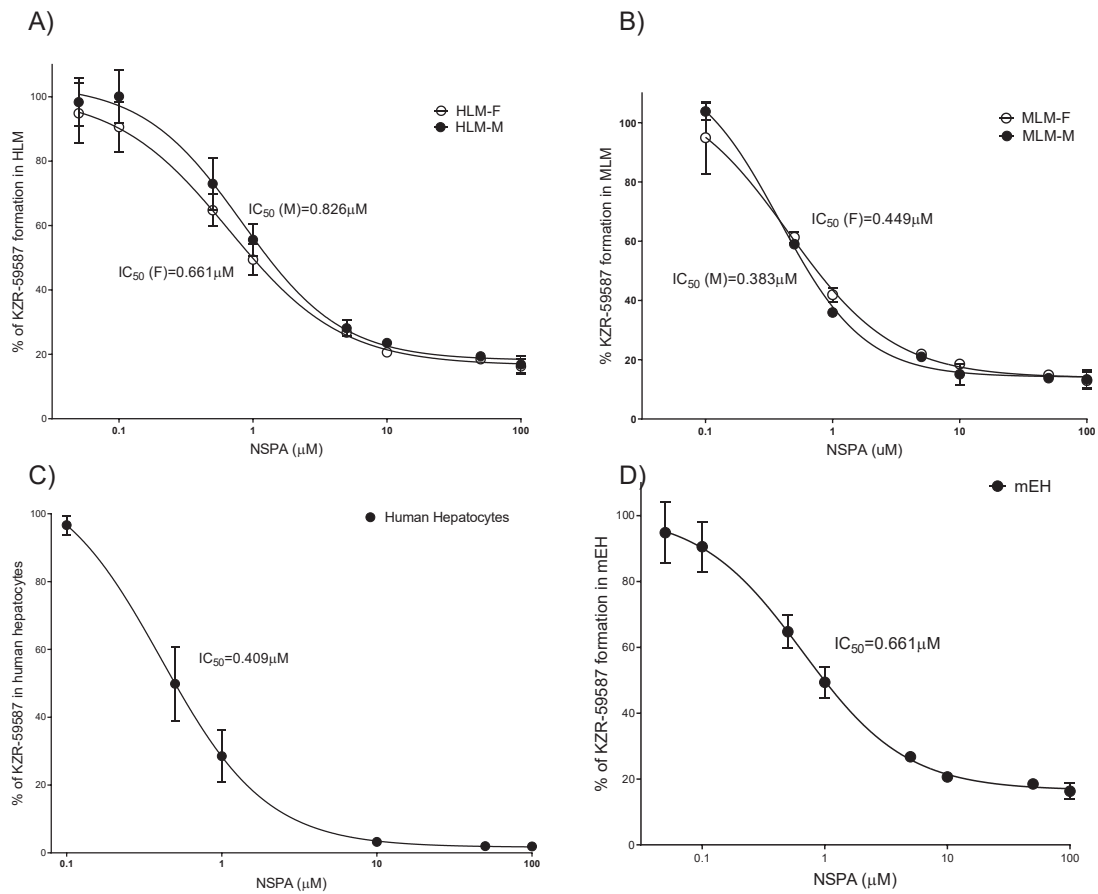 A)
% of KZR-59587 formation in HLM
100
80
60
40
20
0
HLM-F
HLM-M
IC50 (M)=0.826μM
IC50 (F)=0.661μM
0.1
1
10
100
NSPA (μM)
B)
% KZR-59587 formation in MLM
100
80
60
40
20
0
MLM-F
MLM-M
IC50 (F)=0.449μM
IC50 (M)=0.383μM
0.1
1
10
100
NSPA (uM)
C)
% of KZR-59587 in human hepatocytes
100
80
60
40
20
0
Human Hepatocytes
IC50=0.409μM
0.1
1
10
100
NSPA (μM)
D)
% of KZR-59587 formation in mEH
100
80
60
40
20
0
mEH
IC50=0.661μM
0.1
1
10
100
NSPA (μM)